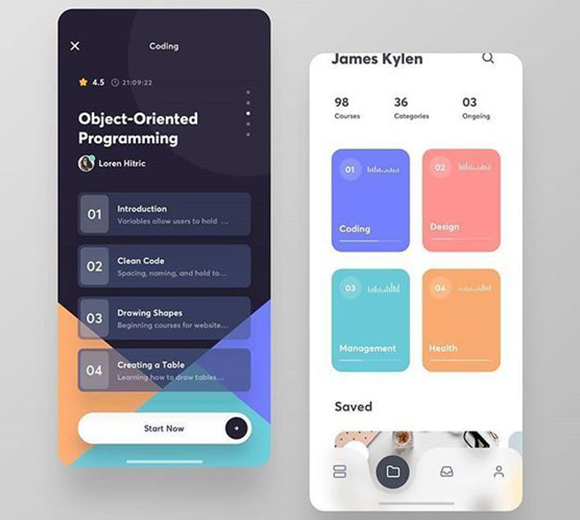 Coding
4.5 21:09:22
Object-Oriented
Programming
Loren Hitric
01 Introduction
Variables allow users to hold ...
02 Clean Code
Spacing, naming, and hold to...
03 Drawing Shapes
Beginning courses for website...
04 Creating a Table
Learning how to draw tables...
Start Now
James Kylen
98 36 03
Courses Categories Ongoing
01 02
Coding Design
03 04
Management Health
Saved